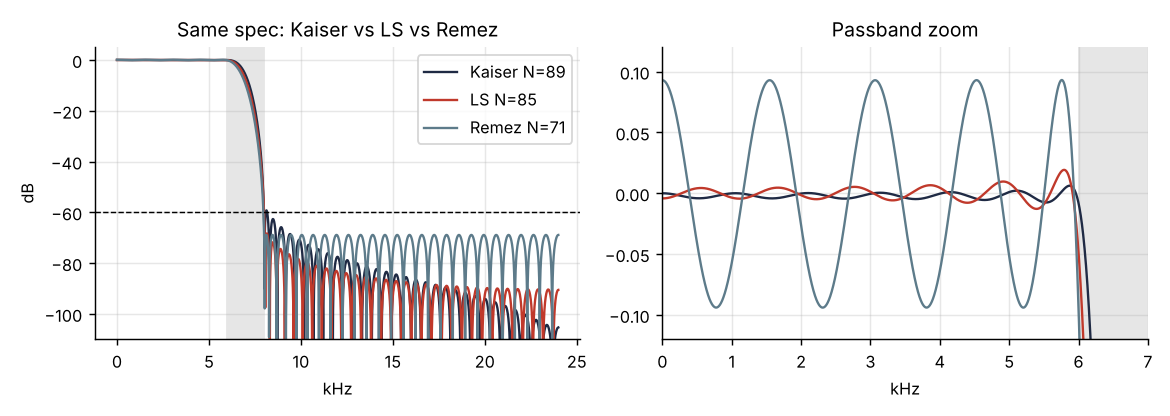 Same spec: Kaiser vs LS vs Remez
dB
0
−20
−40
−60
−80
−100
Kaiser N=89
LS N=85
Remez N=71
0 5 10 15 20 25
kHz
Passband zoom
0.10
0.05
0.00
−0.05
−0.10
0 1 2 3 4 5 6 7
kHz